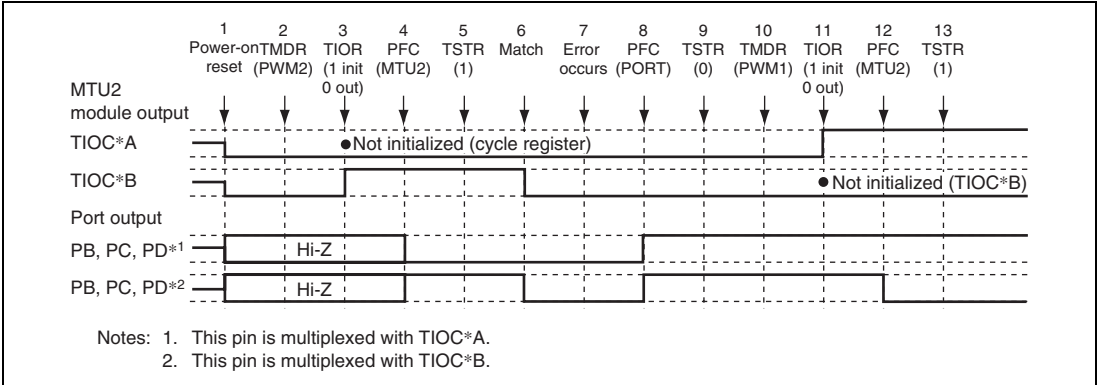 1 2 3 4 5 6 7 8 9 10 11 12 13
Power-on TMDR TIOR PFC TSTR Match Error PFC TSTR TMDR TIOR PFC TSTR
reset (PWM2) (1 init (MTU2) (1) occurs (PORT) (0) (PWM1) (1 init (MTU2) (1)
0 out) 0 out)
MTU2
module output
TIOC*A
●Not initialized (cycle register)
TIOC*B
● Not initialized (TIOC*B)
Port output
PB, PC, PD*1 Hi-Z
PB, PC, PD*2 Hi-Z
Notes: 1. This pin is multiplexed with TIOC*A.
2. This pin is multiplexed with TIOC*B.